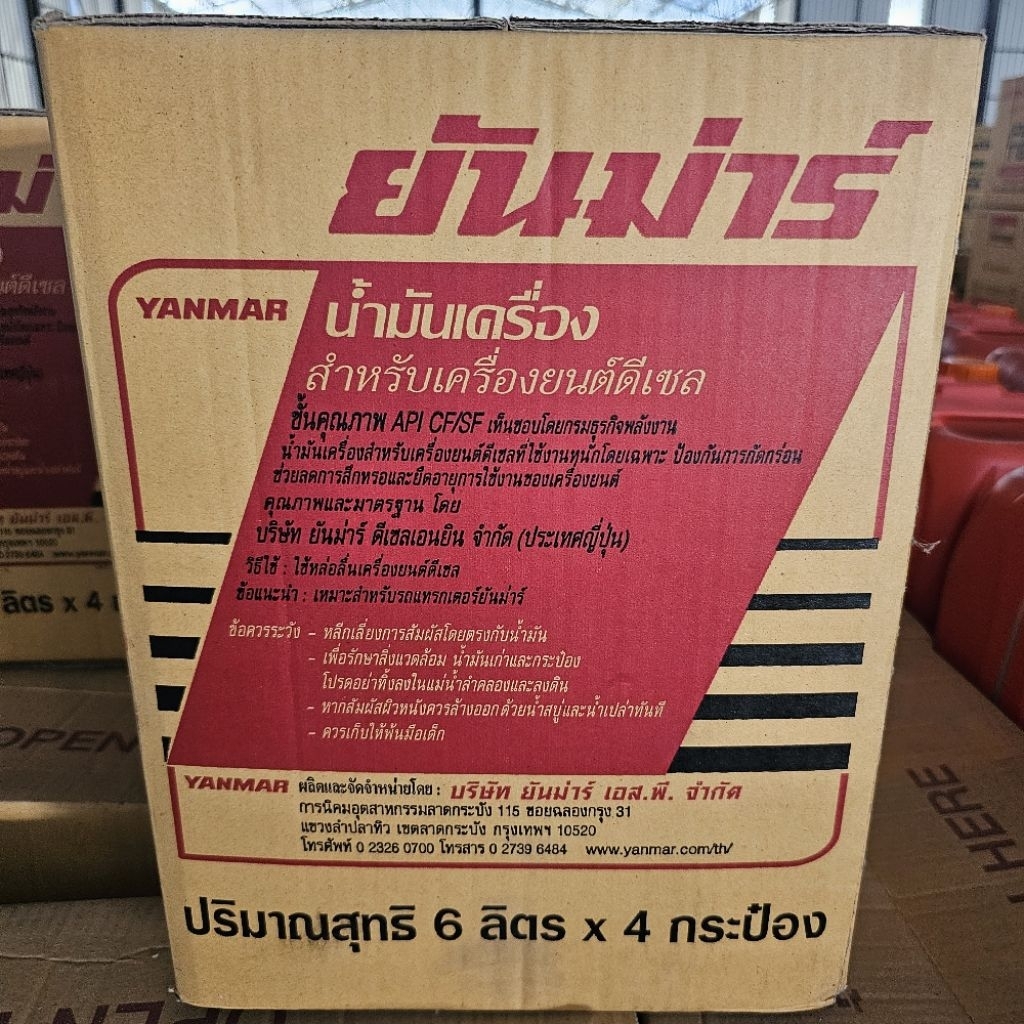 ยันม่าร์
YANMAR
น้ำมันเครื่อง
สำหรับเครื่องยนต์ดีเซล
ชั้นคุณภาพ API CF/SF เห็นชอบโดยกรมธุรกิจพลังงาน
น้ำมันเครื่องสำหรับเครื่องยนต์ดีเซลที่ใช้งานหนักโดยเฉพาะ ป้องกันการกัดกร่อน
ช่วยลดการสึกหรอและยืดอายุการใช้งานของเครื่องยนต์
คุณภาพและมาตรฐาน โดย
บริษัท ยันม่าร์ ดีเซลเอนยิน จำกัด (ประเทศญี่ปุ่น)
วิธีใช้ : ใช้หล่อลื่นเครื่องยนต์ดีเซล
ข้อแนะนำ : เหมาะสำหรับรถแทรกเตอร์ยันม่าร์
ข้อควรระวัง - หลีกเลี่ยงการสัมผัสโดยตรงกับน้ำมัน
- เพื่อรักษาสิ่งแวดล้อม น้ำมันเก่าและกระป๋อง
โปรดอย่าทิ้งลงในแม่น้ำลำคลองและลงดิน
- หากสัมผัสผิวหนังควรล้างออกด้วยน้ำสบู่และน้ำเปล่าทันที
- ควรเก็บให้พ้นมือเด็ก
YANMAR ผลิตและจัดจำหน่ายโดย : บริษัท ยันม่าร์ เอส.พี. จำกัด
การนิคมอุตสาหกรรมลาดกระบัง 115 ซอยฉลองกรุง 31
แขวงลำปลาทิว เขตลาดกระบัง กรุงเทพฯ 10520
โทรศัพท์ 0 2326 0700 โทรสาร 0 2739 6484 www.yanmar.com/th/
ปริมาณสุทธิ 6 ลิตร x 4 กระป๋อง
OPEN
HERE